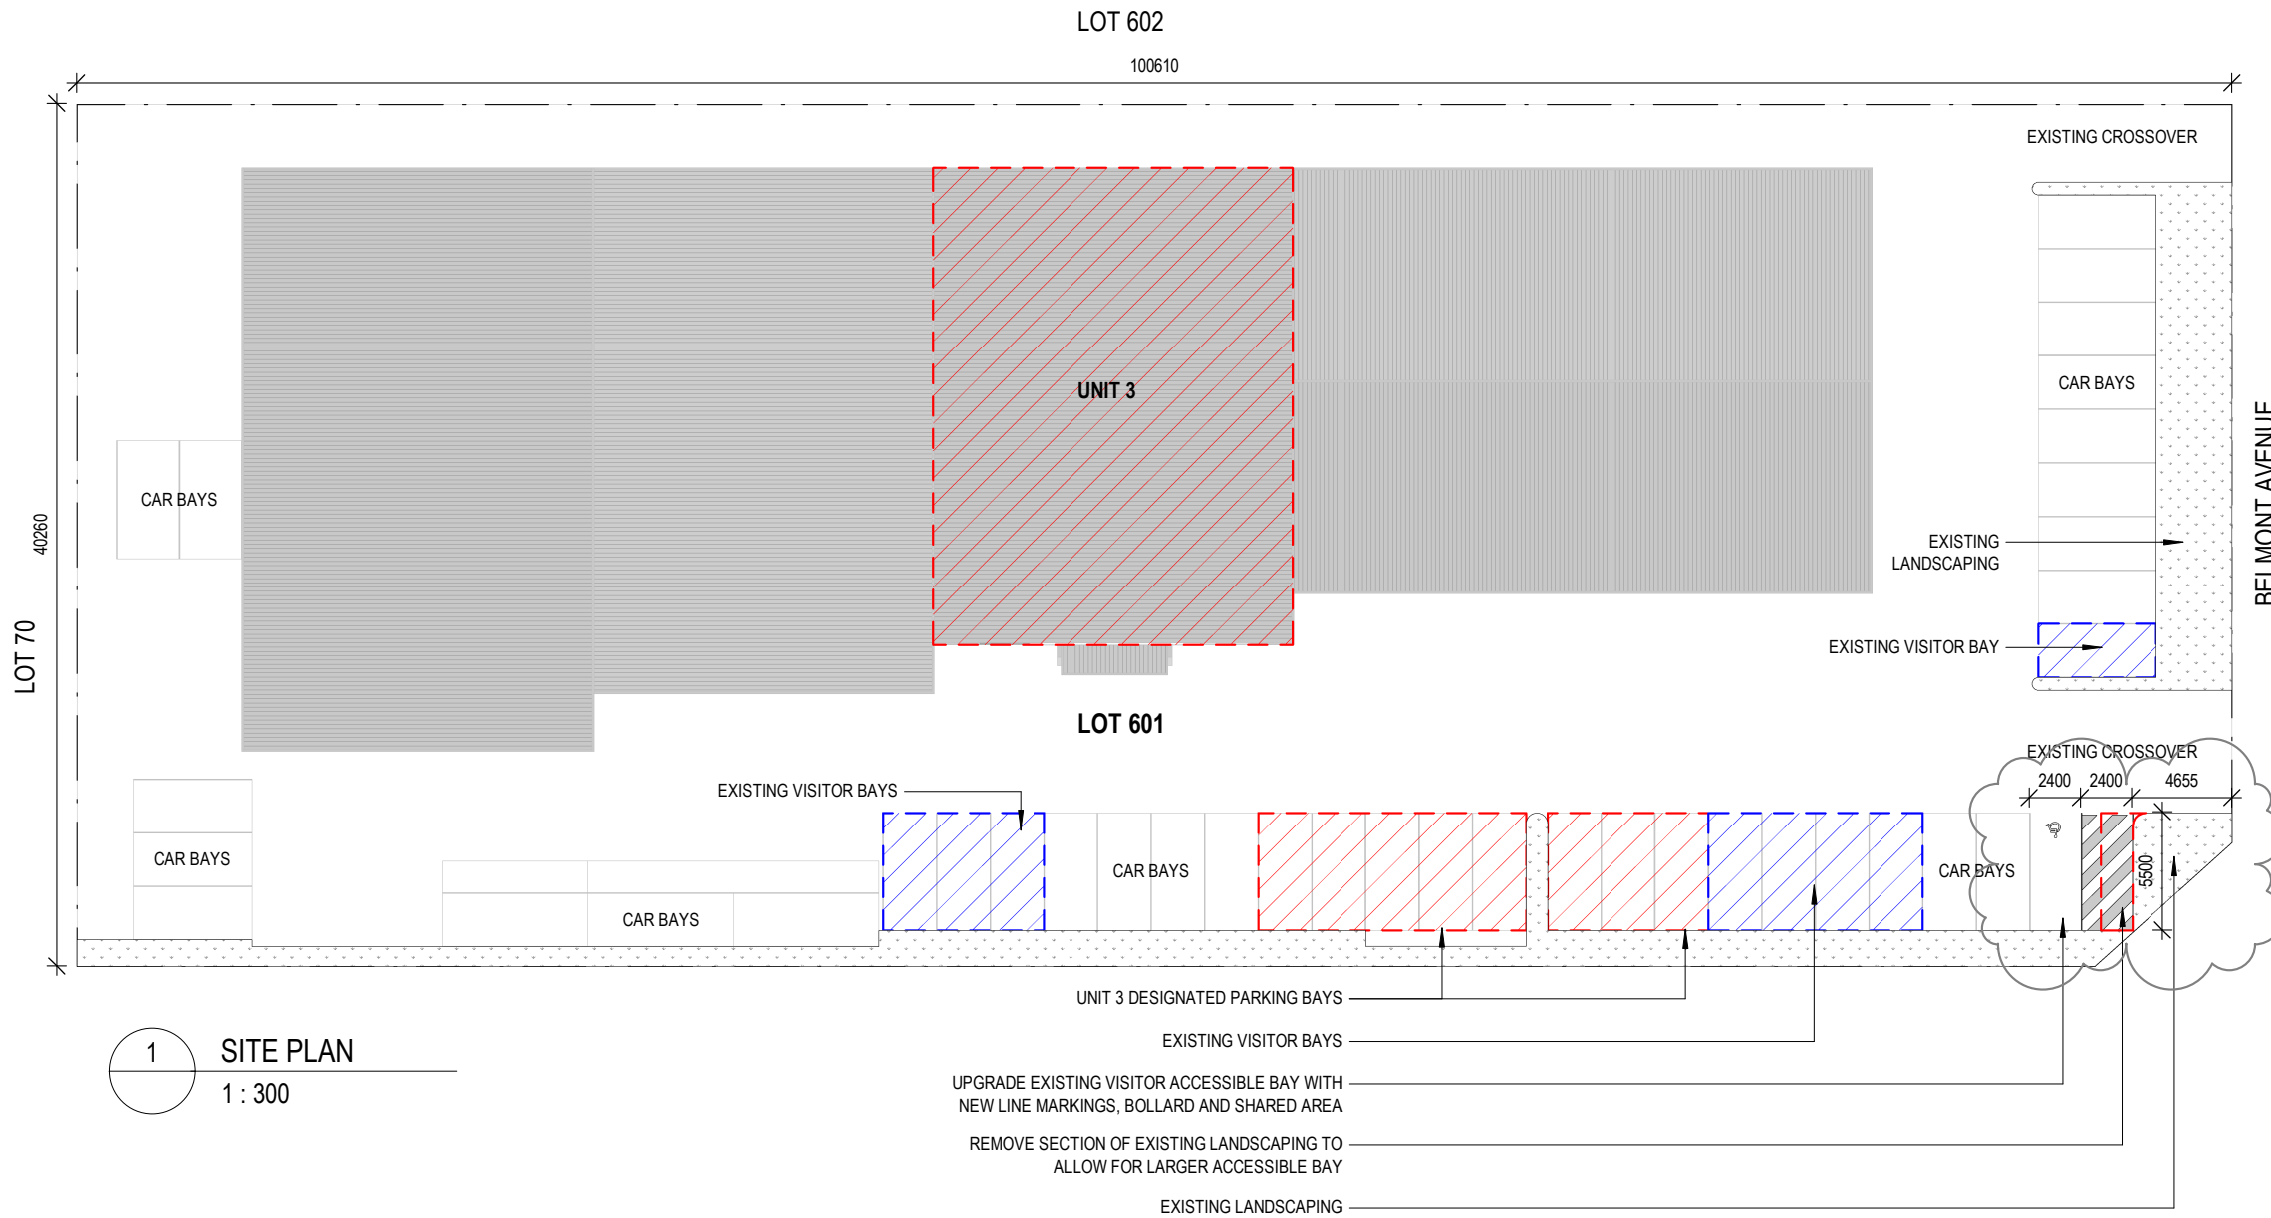 LOT 602
100610
EXISTING CROSSOVER
UNIT 3
CAR BAYS
BELMONT AVENUE
CAR BAYS
40260
EXISTING
LANDSCAPING
LOT 70
EXISTING VISITOR BAY
LOT 601
EXISTING CROSSOVER
2400
2400
4655
EXISTING VISITOR BAYS
CAR BAYS
CAR BAYS
CAR BAYS
5500
CAR BAYS
UNIT 3 DESIGNATED PARKING BAYS
EXISTING VISITOR BAYS
1
SITE PLAN
1 : 300
UPGRADE EXISTING VISITOR ACCESSIBLE BAY WITH
NEW LINE MARKINGS, BOLLARD AND SHARED AREA
REMOVE SECTION OF EXISTING LANDSCAPING TO
ALLOW FOR LARGER ACCESSIBLE BAY
EXISTING LANDSCAPING